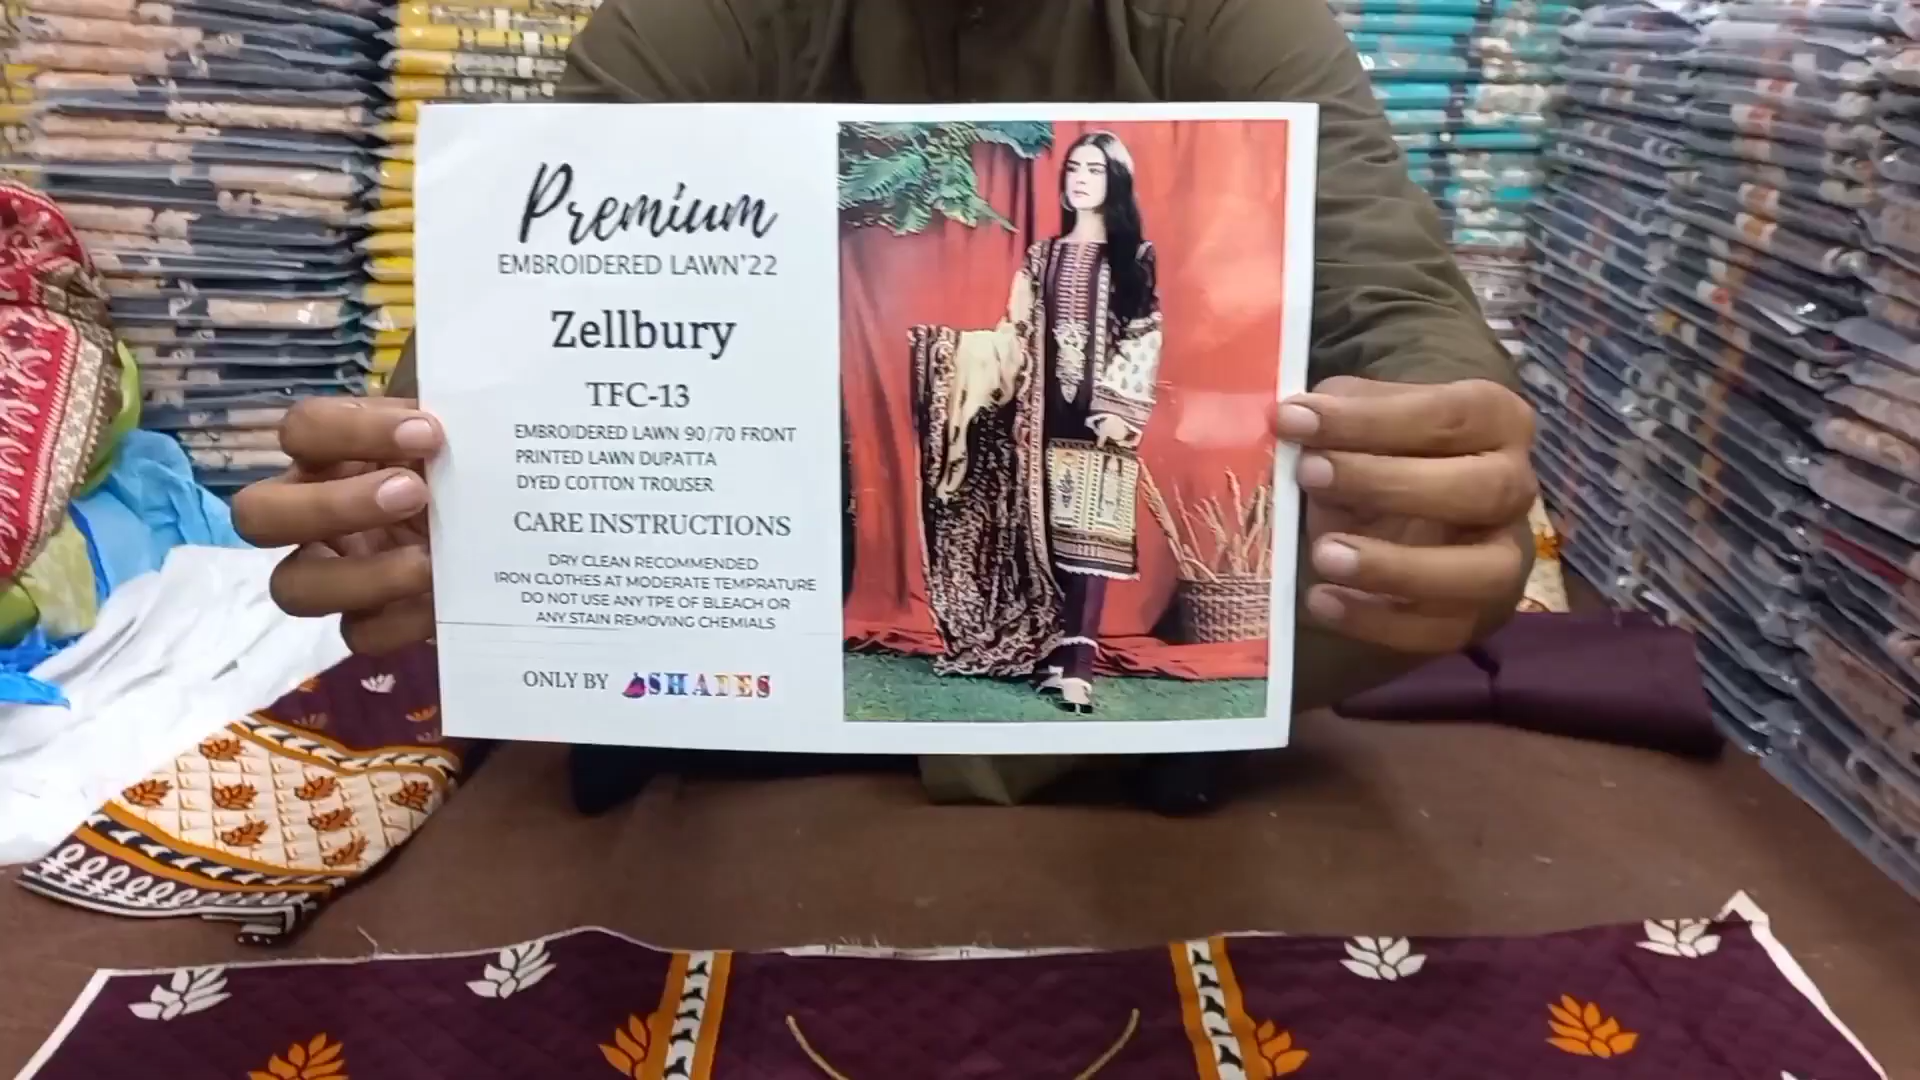 Premium
EMBROIDERED LAWN'22
Zellbury
TFC-13
EMBROIDERED LAWN 90/70 FRONT
PRINTED LAWN DUPATTA
DYED COTTON TROUSER
CARE INSTRUCTIONS
DRY CLEAN RECOMMENDED
IRON CLOTHES AT MODERATE TEMPRATURE
DO NOT USE ANY TPE OF BLEACH OR
ANY STAIN REMOVING CHEMIALS
ONLY BY SHADES